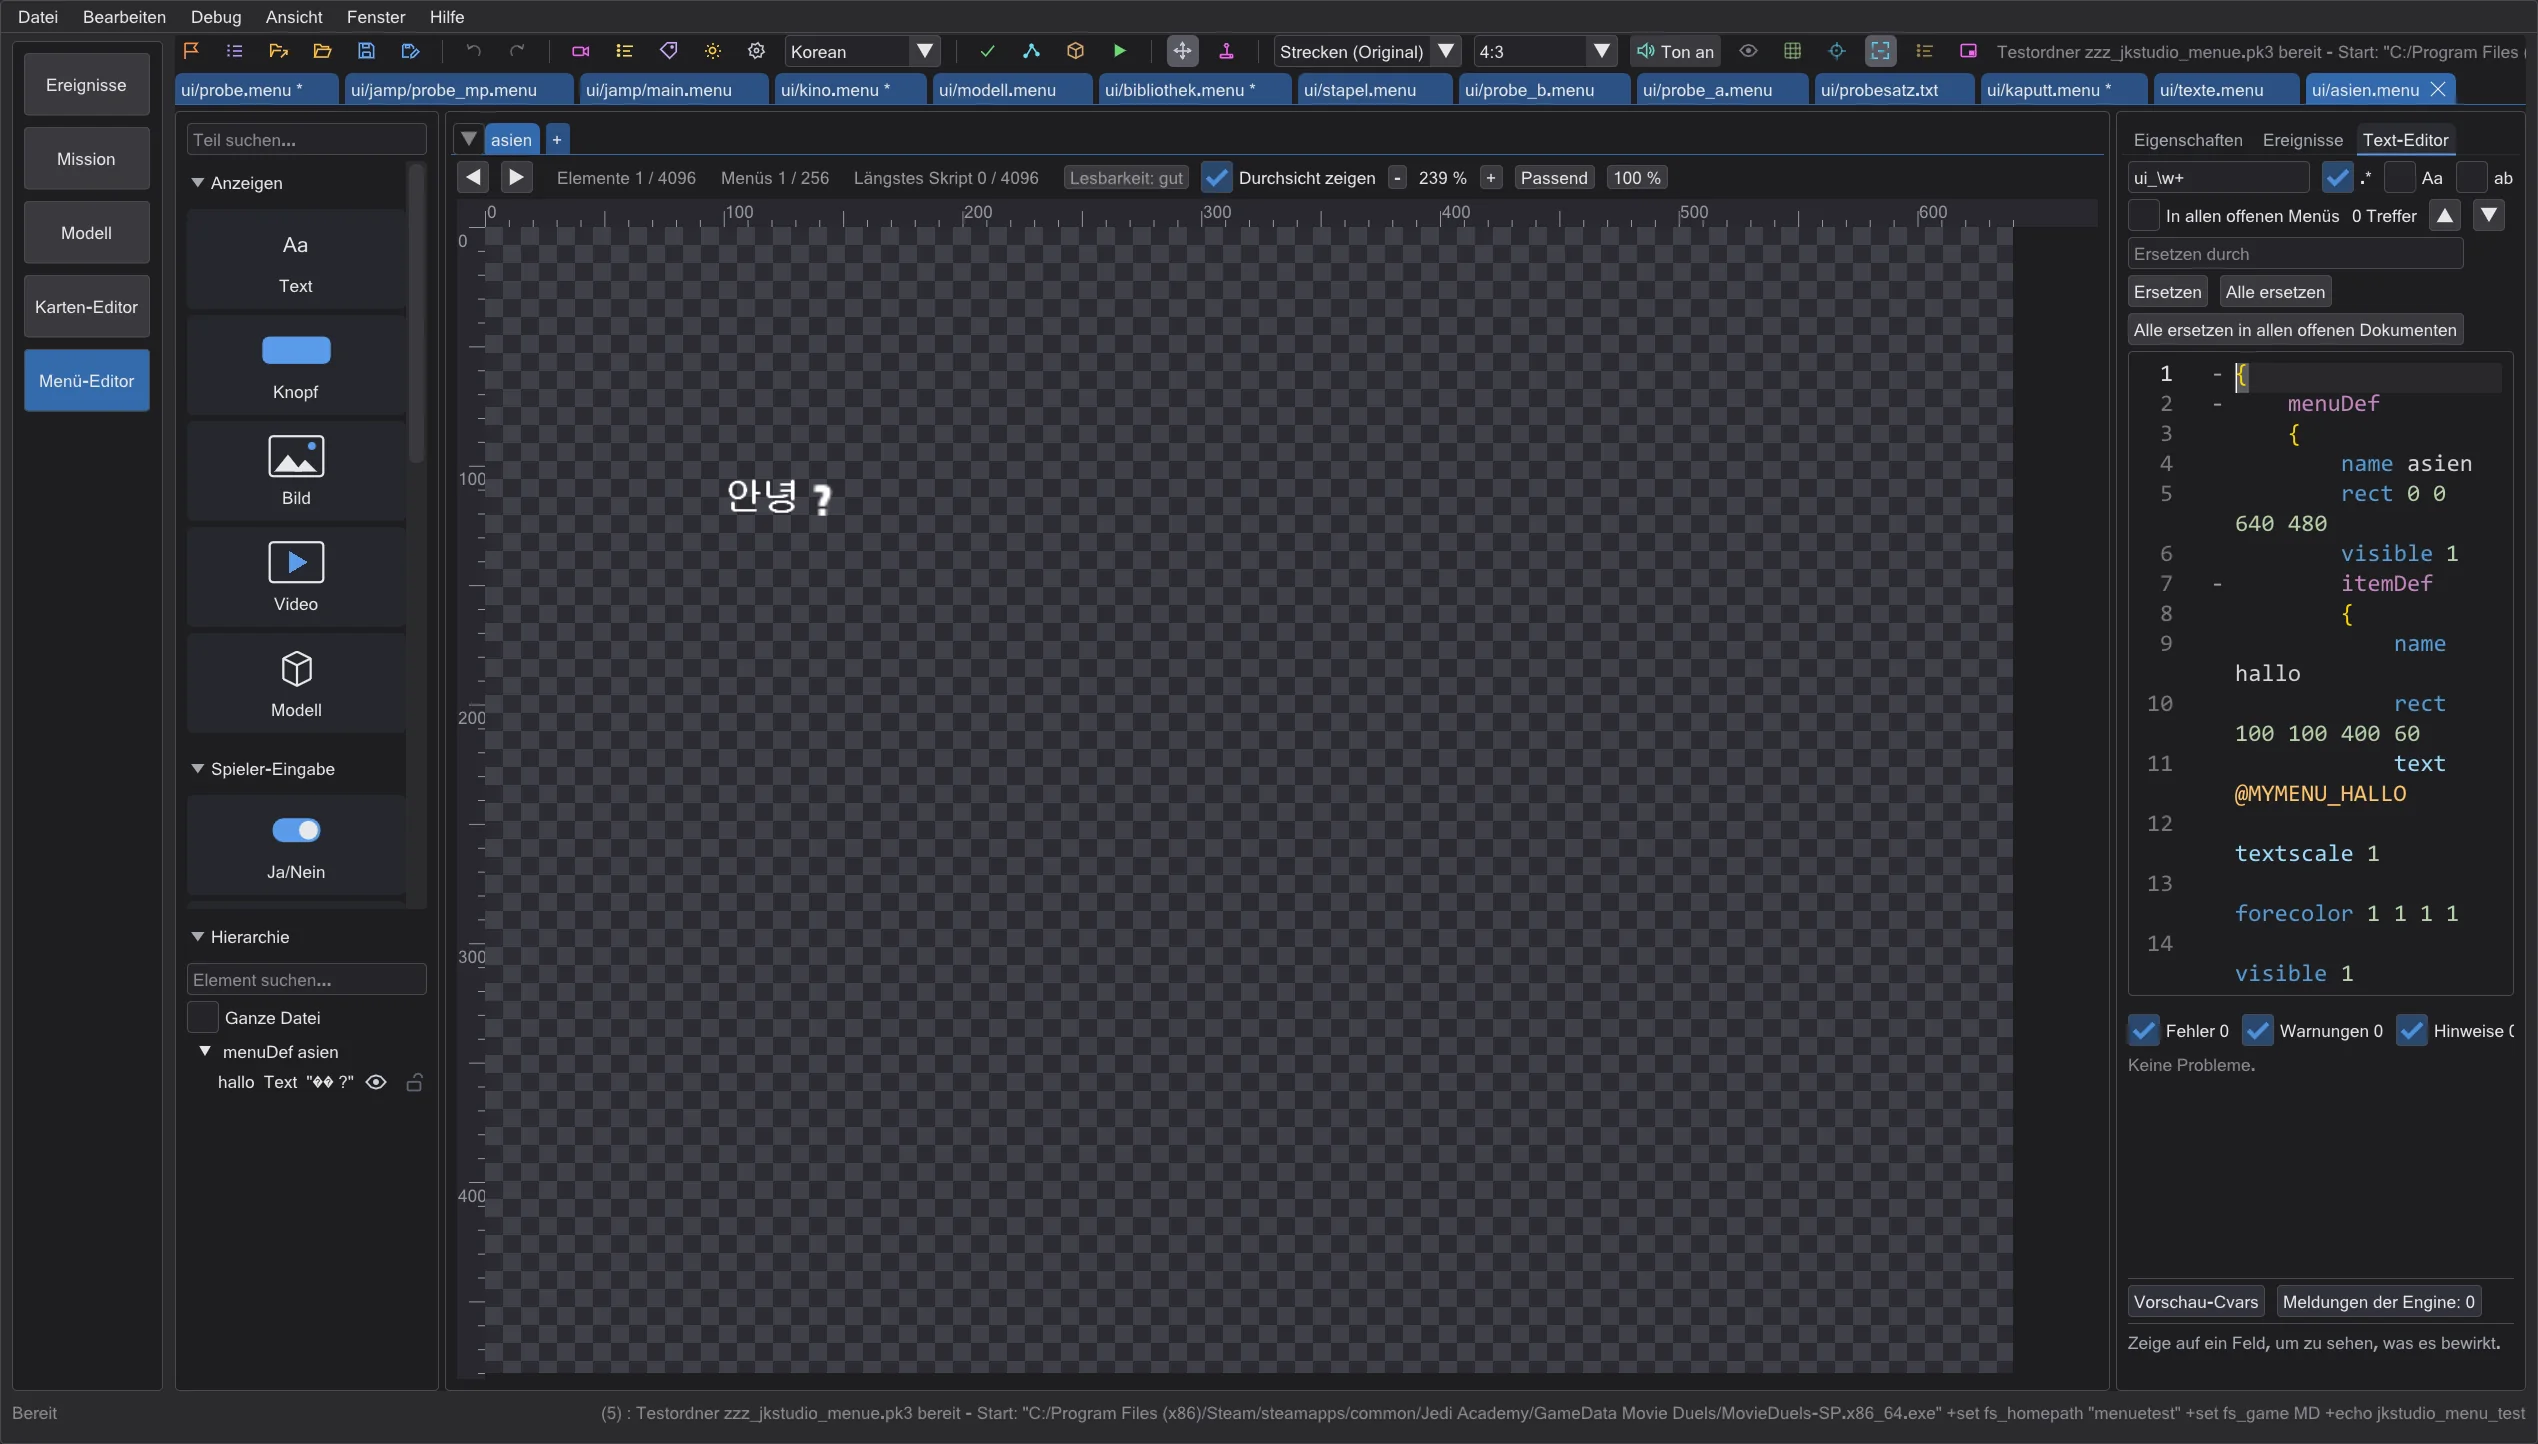 Datei Bearbeiten Debug Ansicht Fenster Hilfe
Korean
Strecken (Original)
4:3
Ton an
Testordner zzz_jkstudio_menue.pk3 bereit - Start: "C:/Program Files (
Ereignisse
Mission
Modell
Karten-Editor
Menü-Editor
ui/probe.menu *
ui/jamp/probe_mp.menu
ui/jamp/main.menu
ui/kino.menu *
ui/modell.menu
ui/bibliothek.menu *
ui/stapel.menu
ui/probe_b.menu
ui/probe_a.menu
ui/probesatz.txt
ui/kaputt.menu *
ui/texte.menu
ui/asien.menu
Teil suchen...
Anzeigen
Aa
Text
Knopf
Bild
Video
Modell
Spieler-Eingabe
Ja/Nein
Hierarchie
Element suchen...
Ganze Datei
menuDef asien
hallo Text "�� ?"
asien
+
Elemente 1 / 4096 Menüs 1 / 256 Längstes Skript 0 / 4096 Lesbarkeit: gut Durchsicht zeigen - 239 % + Passend 100 %
0 100 200 300 400 500 600
0
100
200
300
400
안녕 ?
Eigenschaften Ereignisse Text-Editor
ui_\w+ .* Aa ab
In allen offenen Menüs 0 Treffer
Ersetzen durch
Ersetzen Alle ersetzen
Alle ersetzen in allen offenen Dokumenten
1 - {
2 - menuDef
3 {
4 name asien
5 rect 0 0
640 480
6 visible 1
7 - itemDef
8 {
9 name
hallo
10 rect
100 100 400 60
11 text
@MYMENU_HALLO
12
textscale 1
13
forecolor 1 1 1 1
14
visible 1
Fehler 0 Warnungen 0 Hinweise 0
Keine Probleme.
Vorschau-Cvars Meldungen der Engine: 0
Zeige auf ein Feld, um zu sehen, was es bewirkt.
Bereit
(5) : Testordner zzz_jkstudio_menue.pk3 bereit - Start: "C:/Program Files (x86)/Steam/steamapps/common/Jedi Academy/GameData Movie Duels/MovieDuels-SP.x86_64.exe" +set fs_homepath "menuetest" +set fs_game MD +echo jkstudio_menu_test